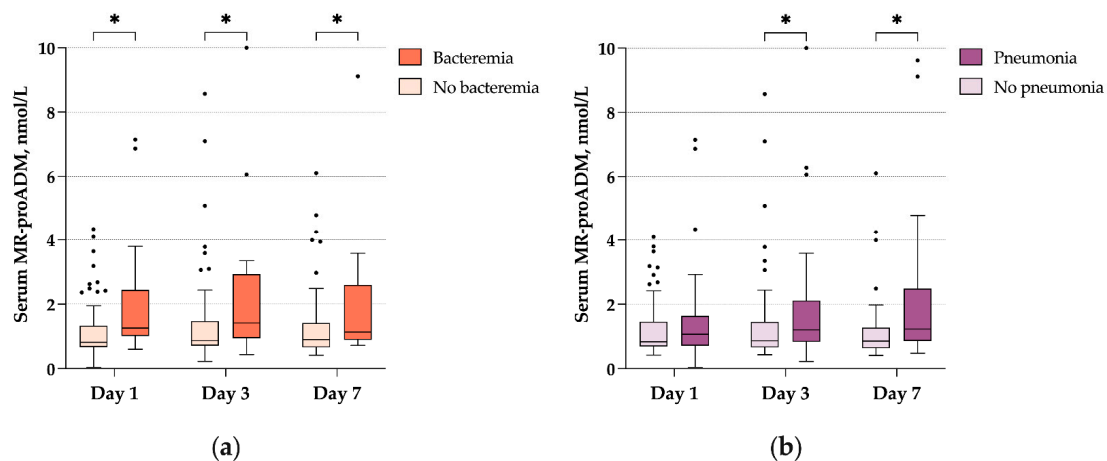 * * *
Serum MR-proADM, nmol/L
10
8
6
4
2
0
Day 1 Day 3 Day 7
Bacteremia
No bacteremia
(a)
* *
Serum MR-proADM, nmol/L
10
8
6
4
2
0
Day 1 Day 3 Day 7
Pneumonia
No pneumonia
(b)